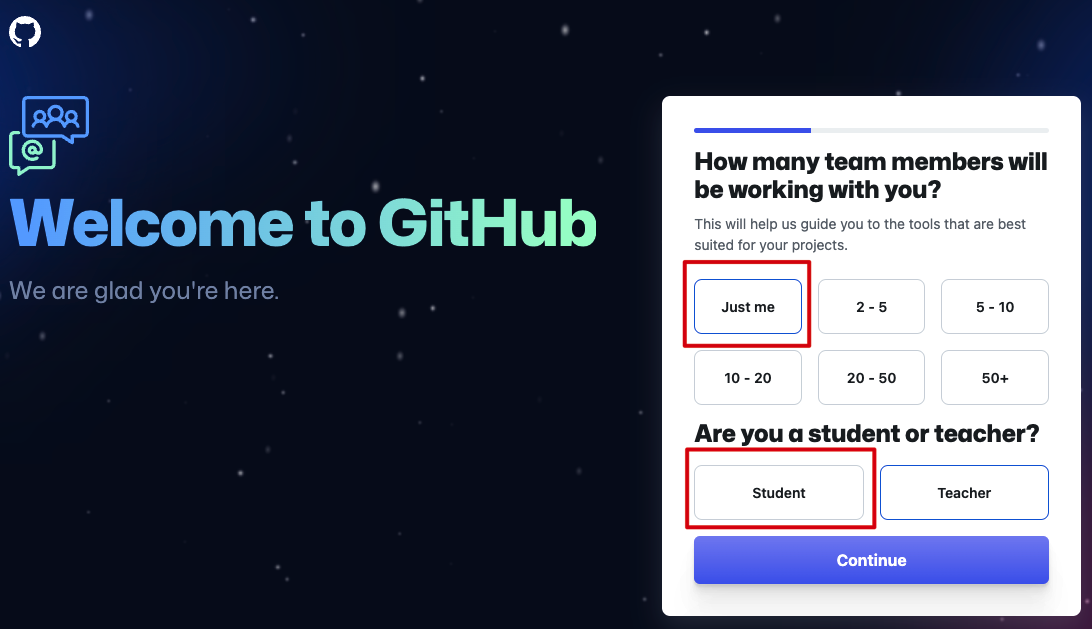 Welcome to GitHub
We are glad you're here.
How many team members will
be working with you?
This will help us guide you to the tools that are best
suited for your projects.
Just me
2 - 5
5 - 10
10 - 20
20 - 50
50+
Are you a student or teacher?
Student
Teacher
Continue